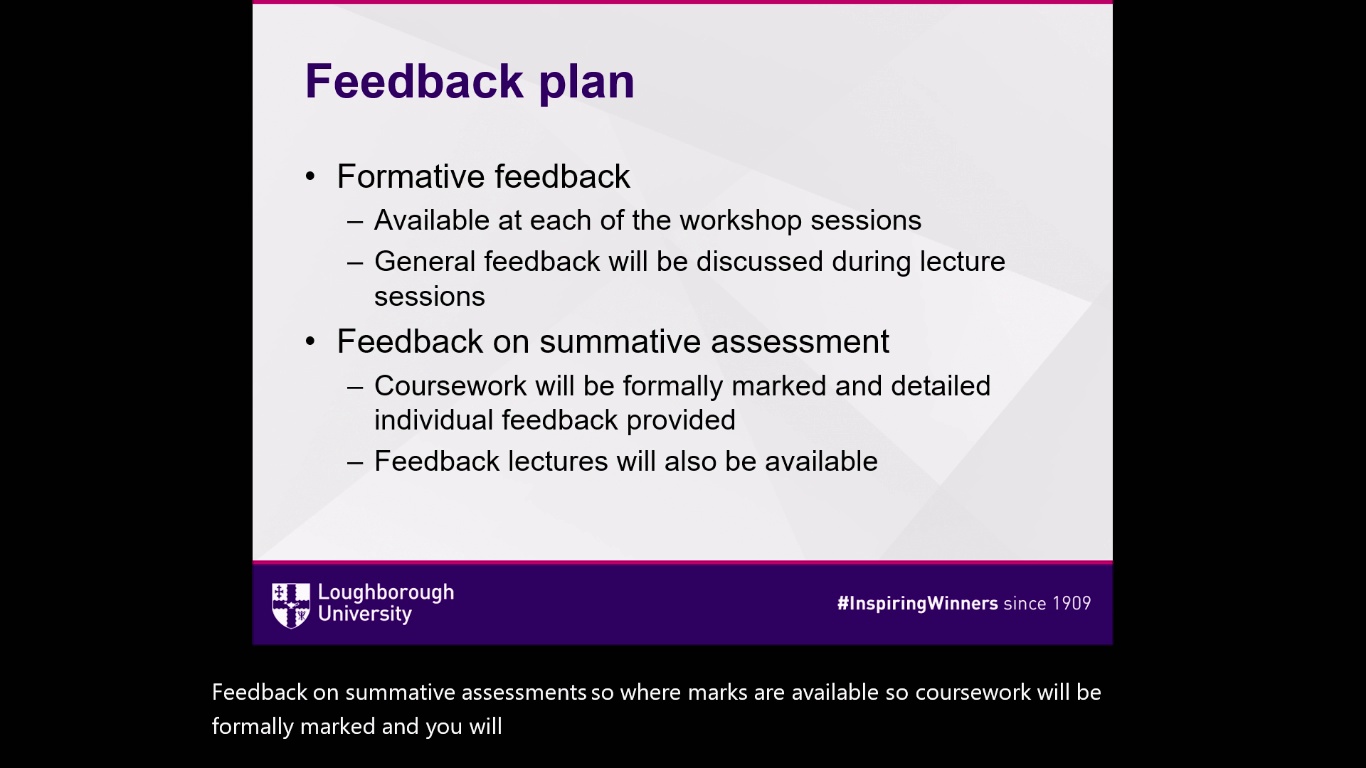 Feedback plan
• Formative feedback
– Available at each of the workshop sessions
– General feedback will be discussed during lecture
sessions
• Feedback on summative assessment
– Coursework will be formally marked and detailed
individual feedback provided
– Feedback lectures will also be available
Loughborough
University
#InspiringWinners since 1909
Feedback on summative assessments so where marks are available so coursework will be
formally marked and you will